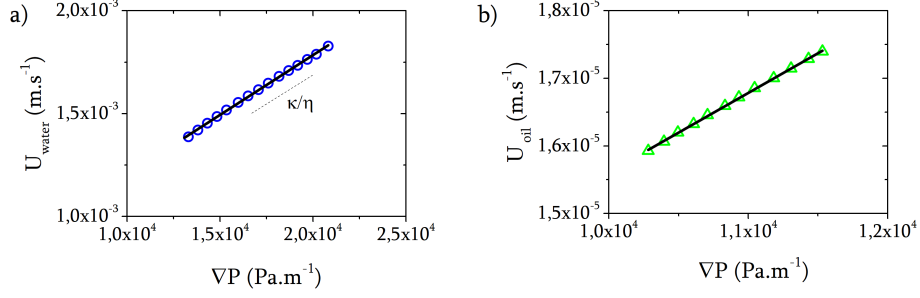 a)
2,0x10⁻³
1,5x10⁻³
1,0x10⁻³
U_water (m.s⁻¹)
κ/η
1,0x10⁴ 1,5x10⁴ 2,0x10⁴ 2,5x10⁴
∇P (Pa.m⁻¹)
b)
1,8x10⁻⁵
1,7x10⁻⁵
1,6x10⁻⁵
1,5x10⁻⁵
U_oil (m.s⁻¹)
1,0x10⁴ 1,1x10⁴ 1,2x10⁴
∇P (Pa.m⁻¹)